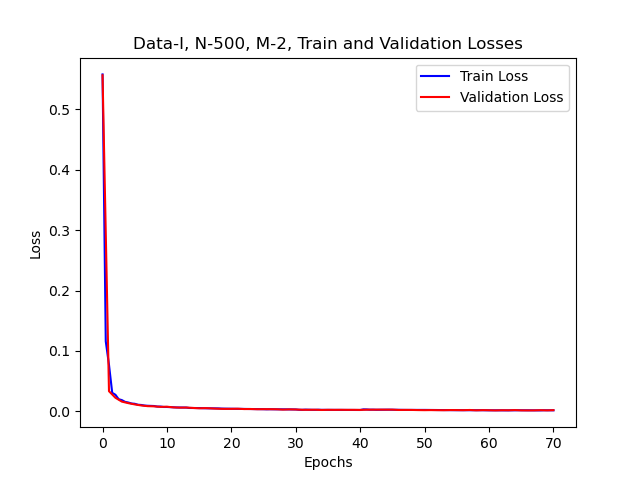 Data-I, N-500, M-2, Train and Validation Losses
Train Loss
Validation Loss
0.5
0.4
0.3
0.2
0.1
0.0
Loss
0 10 20 30 40 50 60 70
Epochs